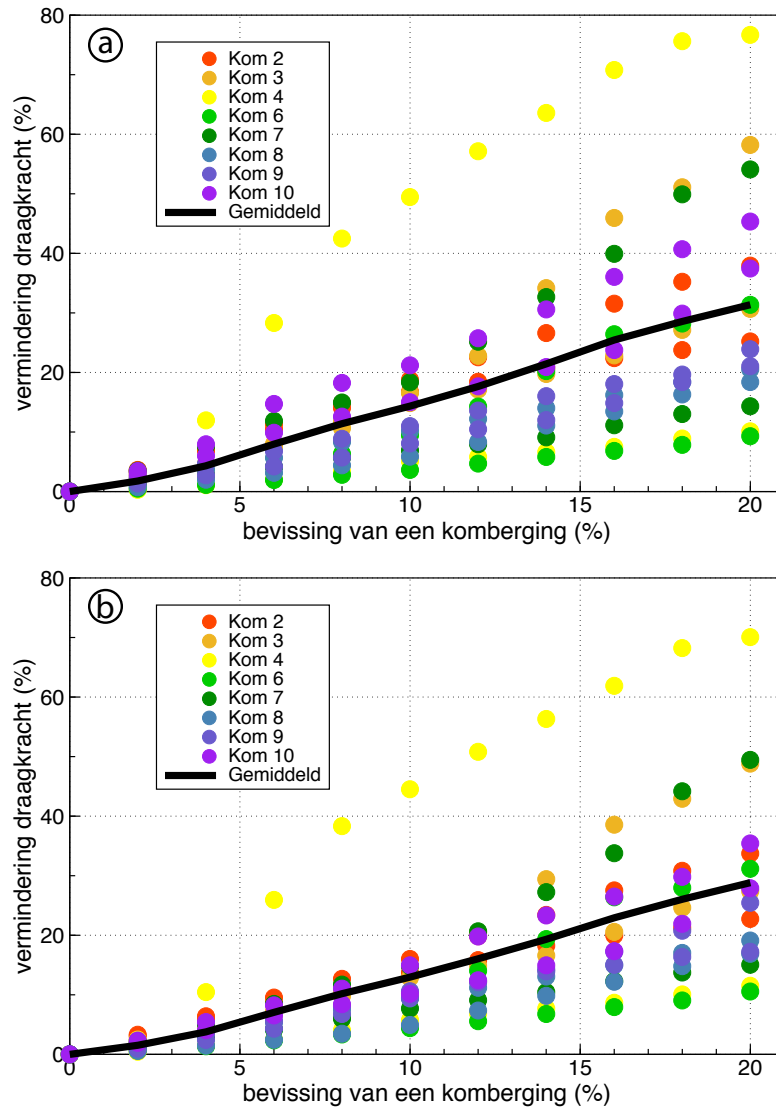 a
Kom 2
Kom 3
Kom 4
Kom 6
Kom 7
Kom 8
Kom 9
Kom 10
Gemiddeld
vermindering draagkracht (%)
80
60
40
20
0
0 5 10 15 20
bevissing van een komberging (%)
b
Kom 2
Kom 3
Kom 4
Kom 6
Kom 7
Kom 8
Kom 9
Kom 10
Gemiddeld
vermindering draagkracht (%)
80
60
40
20
0
0 5 10 15 20
bevissing van een komberging (%)